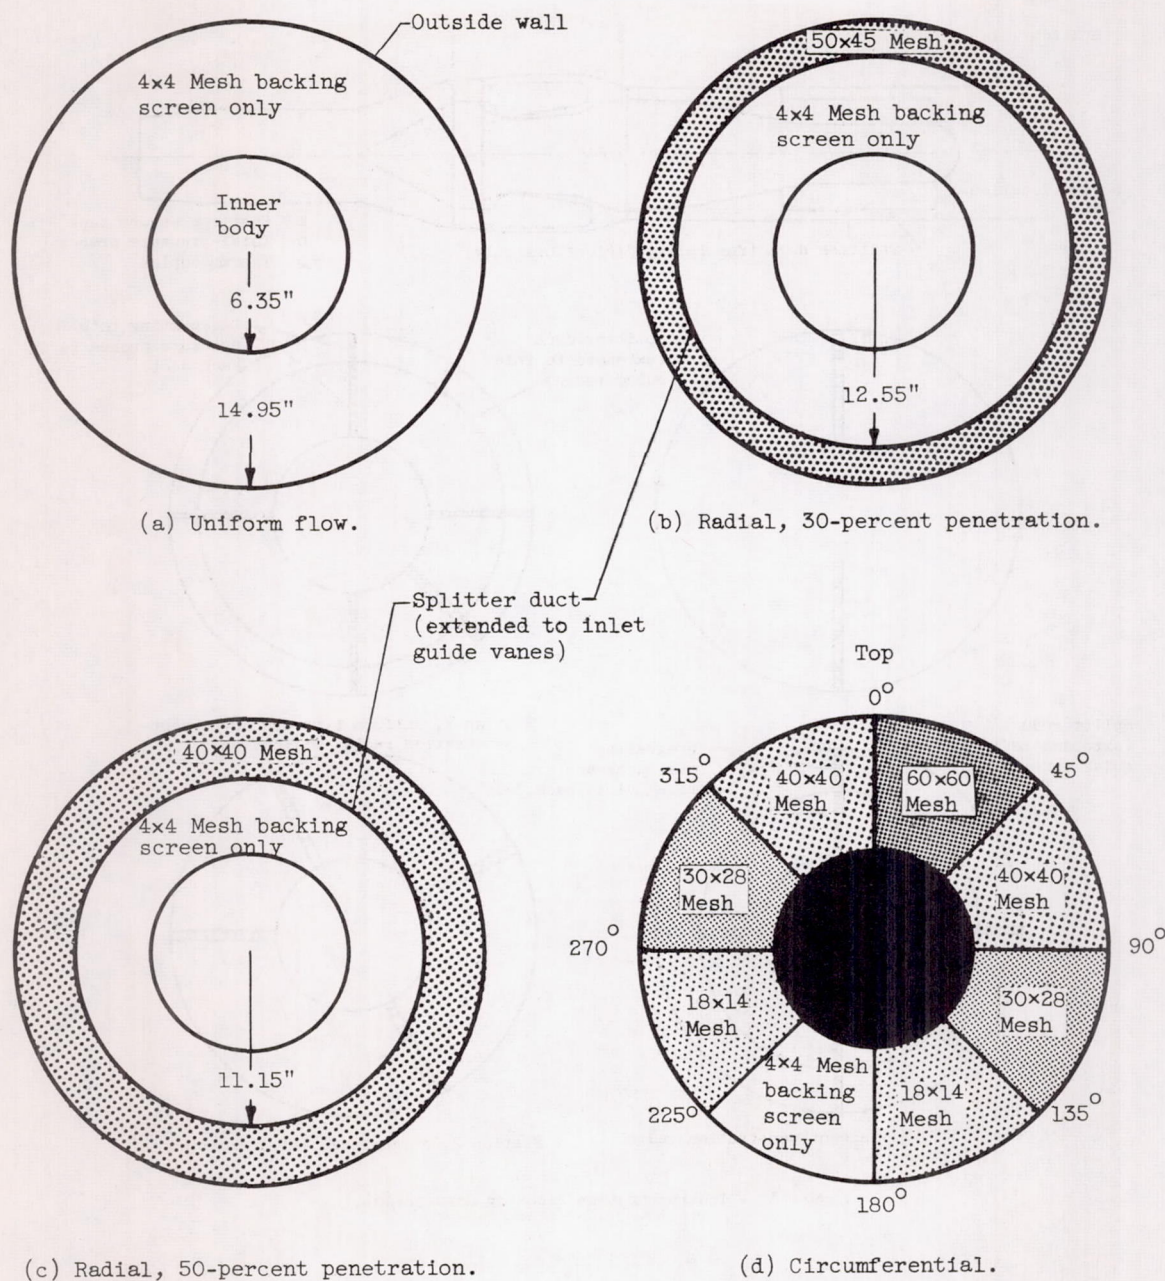 Outside wall
4×4 Mesh backing
screen only
Inner
body
6.35"
14.95"
(a) Uniform flow.
50×45 Mesh
4×4 Mesh backing
screen only
12.55"
(b) Radial, 30-percent penetration.
Splitter duct
(extended to inlet
guide vanes)
40×40 Mesh
4×4 Mesh backing
screen only
11.15"
(c) Radial, 50-percent penetration.
Top
0°
315°
45°
40×40
Mesh
60×60
Mesh
30×28
Mesh
40×40
Mesh
270°
90°
18×14
Mesh
30×28
Mesh
4×4 Mesh
backing
screen
only
18×14
Mesh
225°
135°
180°
(d) Circumferential.